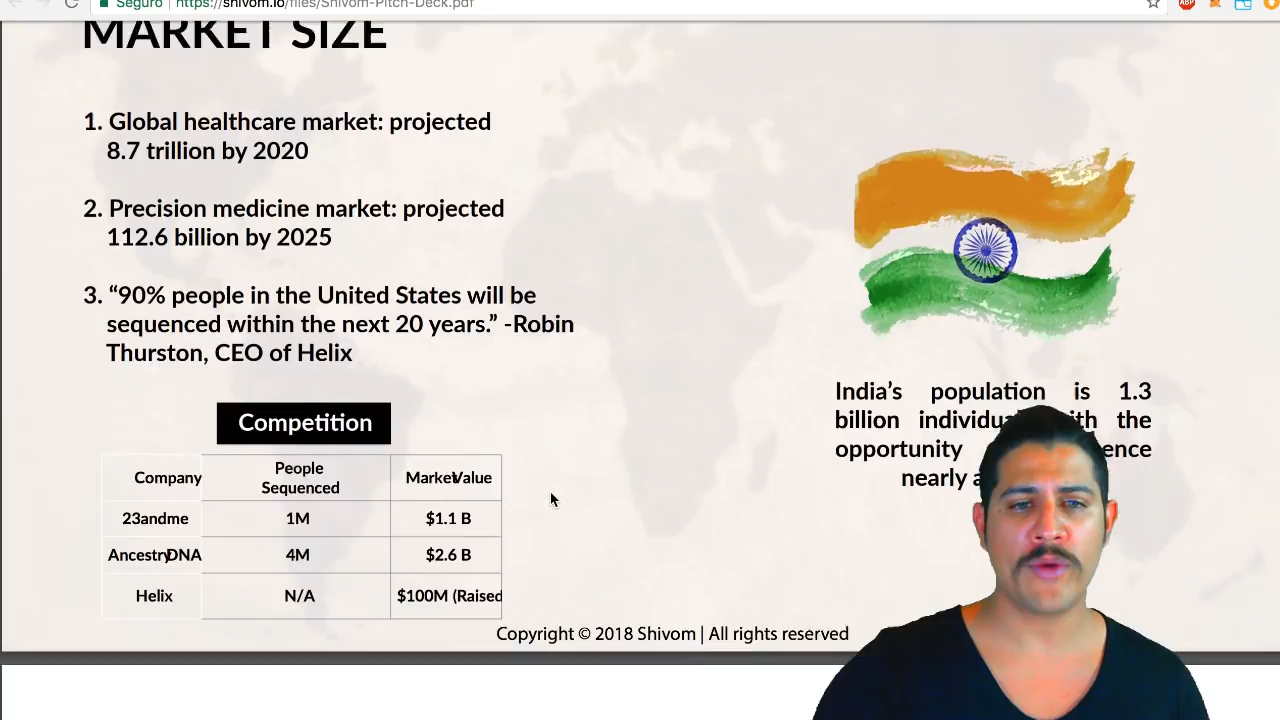 Seguro
https://shivom.io/files/Shivom-Pitch-Deck.pdf
ABP
MARKET SIZE
1. Global healthcare market: projected
8.7 trillion by 2020
2. Precision medicine market: projected
112.6 billion by 2025
3. “90% people in the United States will be
sequenced within the next 20 years.” -Robin
Thurston, CEO of Helix
Competition
Company People Sequenced Market Value
23andme 1M $1.1 B
AncestryDNA 4M $2.6 B
Helix N/A $100M (Raised
India’s population is 1.3
billion the
opportunity
nearly
Copyright © 2018 Shivom | All rights reserved